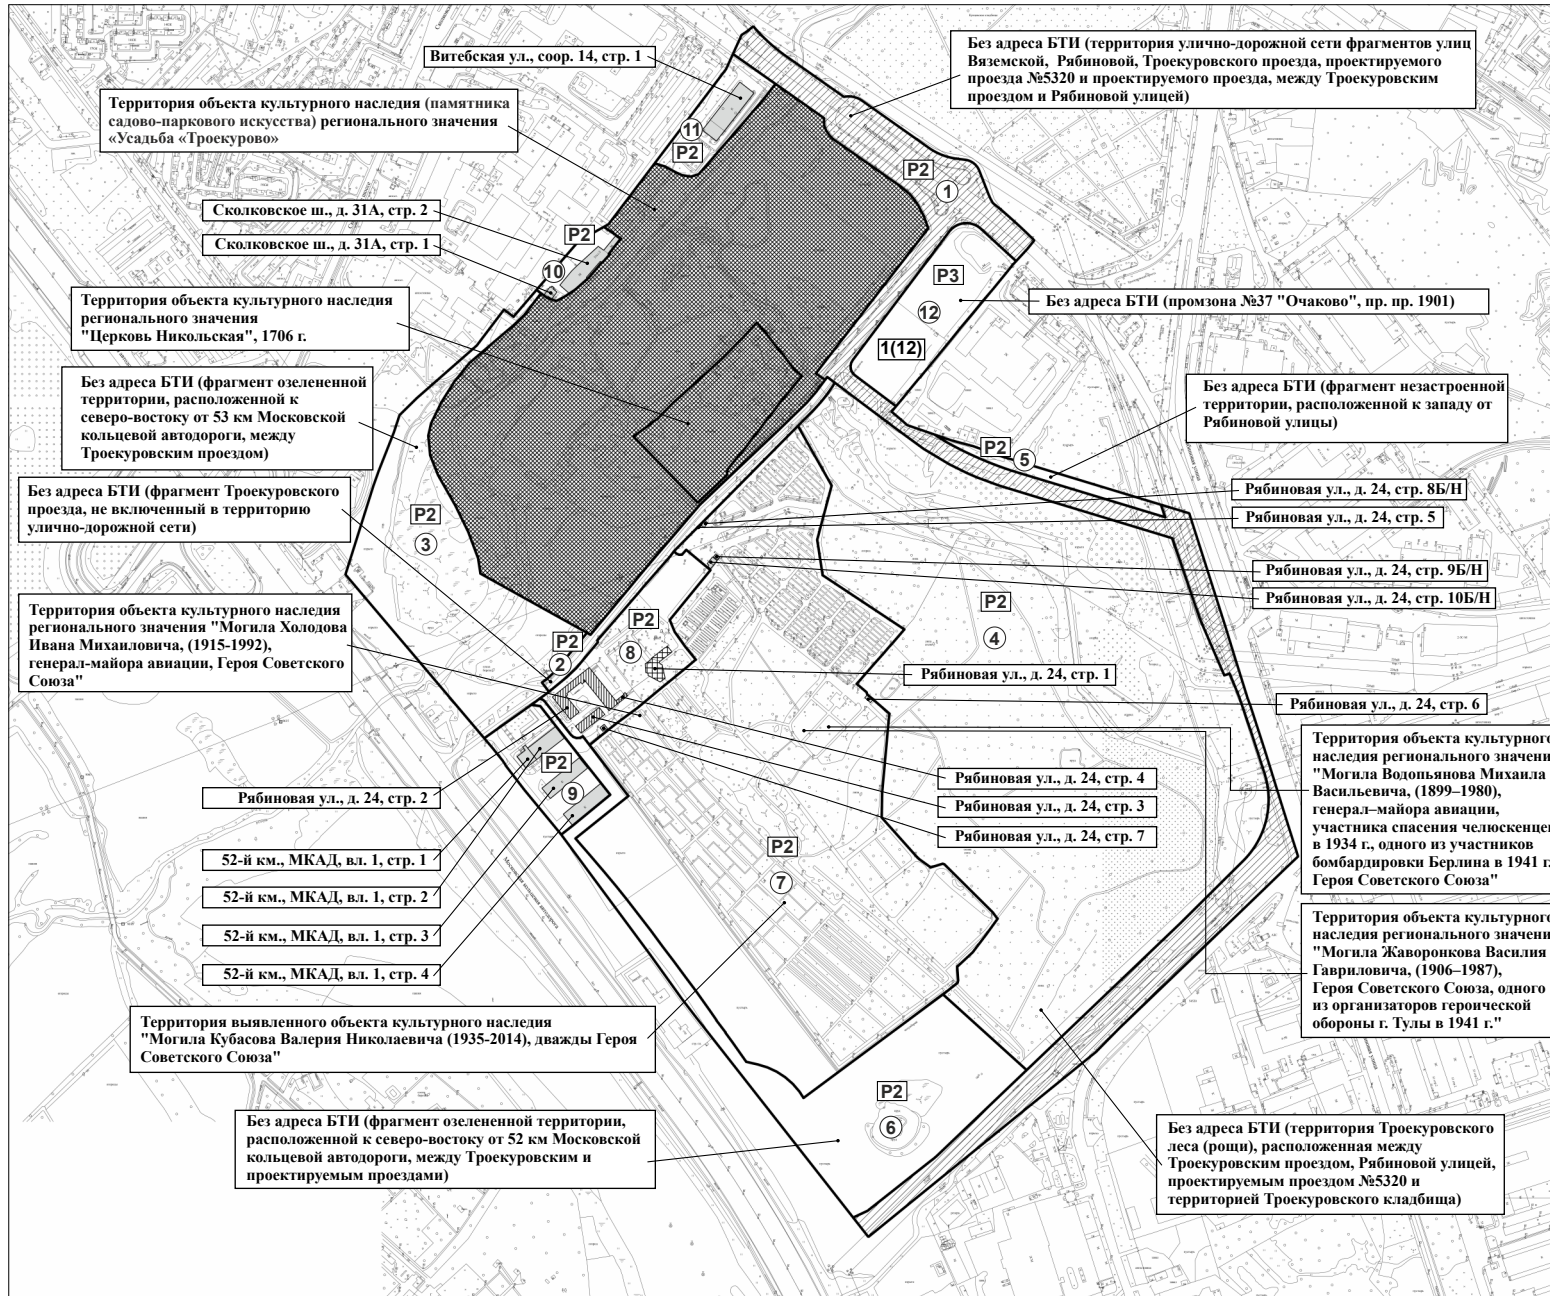 Витебская ул., соор. 14, стр. 1
Без адреса БТИ (территория улично-дорожной сети фрагментов улиц
Вяземской, Рябиновой, Троекуровского проезда, проектируемого
проезда №5320 и проектируемого проезда, между Троекуровским
проездом и Рябиновой улицей)
Территория объекта культурного наследия (памятника
садово-паркового искусства) регионального значения
«Усадьба «Троекурово»
11
Р2
Р2
1
Сколковское ш., д. 31А, стр. 2
Сколковское ш., д. 31А, стр. 1
Р2
10
Р3
12
1(12)
Без адреса БТИ (промзона №37 "Очаково", пр. пр. 1901)
Территория объекта культурного наследия
регионального значения
"Церковь Никольская", 1706 г.
Без адреса БТИ (фрагмент озелененной
территории, расположенной к
северо-востоку от 53 км Московской
кольцевой автодороги, между
Троекуровским проездом)
Без адреса БТИ (фрагмент незастроенной
территории, расположенной к западу от
Рябиновой улицы)
Р2
5
Без адреса БТИ (фрагмент Троекуровского
проезда, не включенный в территорию
улично-дорожной сети)
Р2
3
Рябиновая ул., д. 24, стр. 8Б/Н
Рябиновая ул., д. 24, стр. 5
Рябиновая ул., д. 24, стр. 9Б/Н
Рябиновая ул., д. 24, стр. 10Б/Н
Территория объекта культурного наследия
регионального значения "Могила Холодова
Ивана Михаиловича, (1915-1992),
генерал-майора авиации, Героя Советского
Союза"
Р2
2
Р2
8
Р2
4
Рябиновая ул., д. 24, стр. 1
Рябиновая ул., д. 24, стр. 6
Территория объекта культурного
наследия регионального значени
"Могила Водопьянова Михаила
Васильевича, (1899–1980),
генерал–майора авиации,
участника спасения челюскенце
в 1934 г., одного из участников
бомбардировки Берлина в 1941 г.
Героя Советского Союза"
Р2
9
Рябиновая ул., д. 24, стр. 4
Рябиновая ул., д. 24, стр. 3
Рябиновая ул., д. 24, стр. 7
Рябиновая ул., д. 24, стр. 2
52-й км., МКАД, вл. 1, стр. 1
52-й км., МКАД, вл. 1, стр. 2
52-й км., МКАД, вл. 1, стр. 3
52-й км., МКАД, вл. 1, стр. 4
Р2
7
Территория объекта культурного
наследия регионального значени
"Могила Жаворонкова Василия
Гавриловича, (1906–1987),
Героя Советского Союза, одного
из организаторов героической
обороны г. Тулы в 1941 г."
Территория выявленного объекта культурного наследия
"Могила Кубасова Валерия Николаевича (1935-2014), дважды Героя
Советского Союза"
Р2
6
Без адреса БТИ (фрагмент озелененной территории,
расположенной к северо-востоку от 52 км Московской
кольцевой автодороги, между Троекуровским и
проектируемым проездами)
Без адреса БТИ (территория Троекуровского
леса (рощи), расположенная между
Троекуровским проездом, Рябиновой улицей,
проектируемым проездом №5320 и
территорией Троекуровского кладбища)